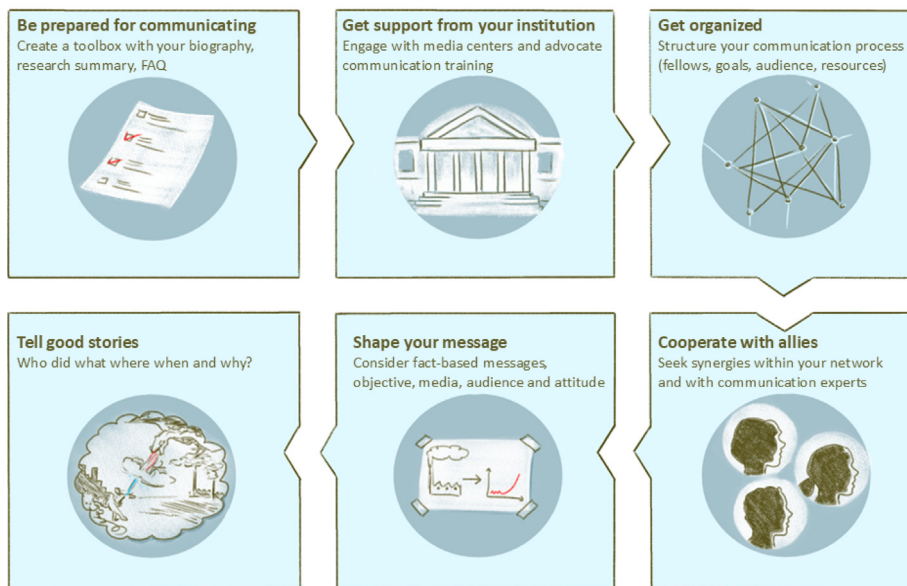 Be prepared for communicating
Create a toolbox with your biography,
research summary, FAQ
Get support from your institution
Engage with media centers and advocate
communication training
Get organized
Structure your communication process
(fellows, goals, audience, resources)
Cooperate with allies
Seek synergies within your network
and with communication experts
Shape your message
Consider fact-based messages,
objective, media, audience and attitude
Tell good stories
Who did what where when and why?